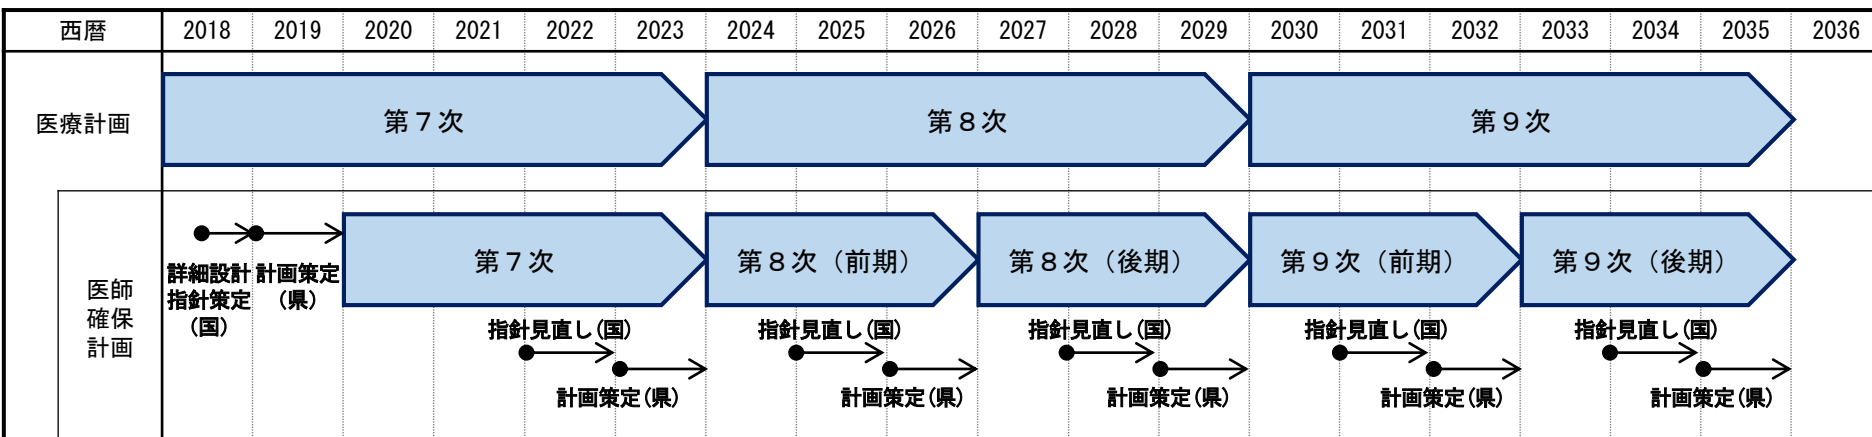 西暦 2018 2019 2020 2021 2022 2023 2024 2025 2026 2027 2028 2029 2030 2031 2032 2033 2034 2035 2036
医療計画 第７次 第８次 第９次
医師
確保
計画
第７次 第８次（前期） 第８次（後期） 第９次（前期） 第９次（後期）
詳細設計
指針策定
（国）
計画策定
（県）
指針見直し(国) 指針見直し(国) 指針見直し(国) 指針見直し(国) 指針見直し(国)
計画策定(県) 計画策定(県) 計画策定(県) 計画策定(県) 計画策定(県)